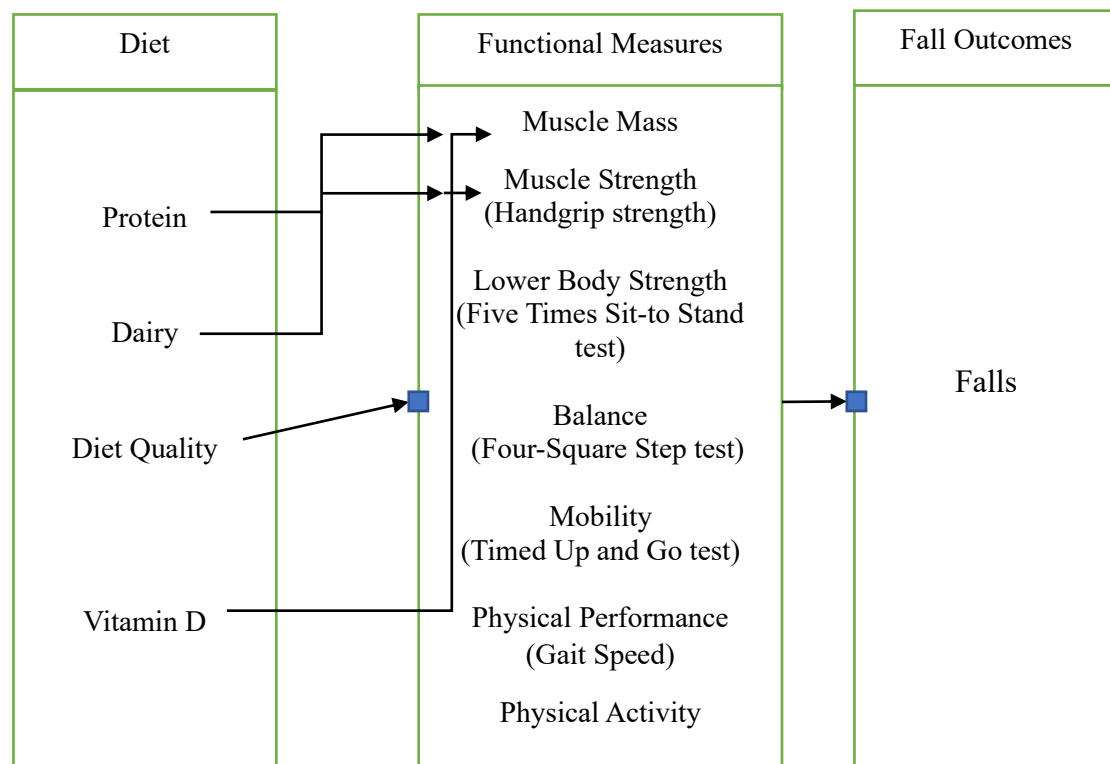 Diet
Protein
Dairy
Diet Quality
Vitamin D
Functional Measures
Muscle Mass
Muscle Strength
(Handgrip strength)
Lower Body Strength
(Five Times Sit-to Stand
test)
Balance
(Four-Square Step test)
Mobility
(Timed Up and Go test)
Physical Performance
(Gait Speed)
Physical Activity
Fall Outcomes
Falls